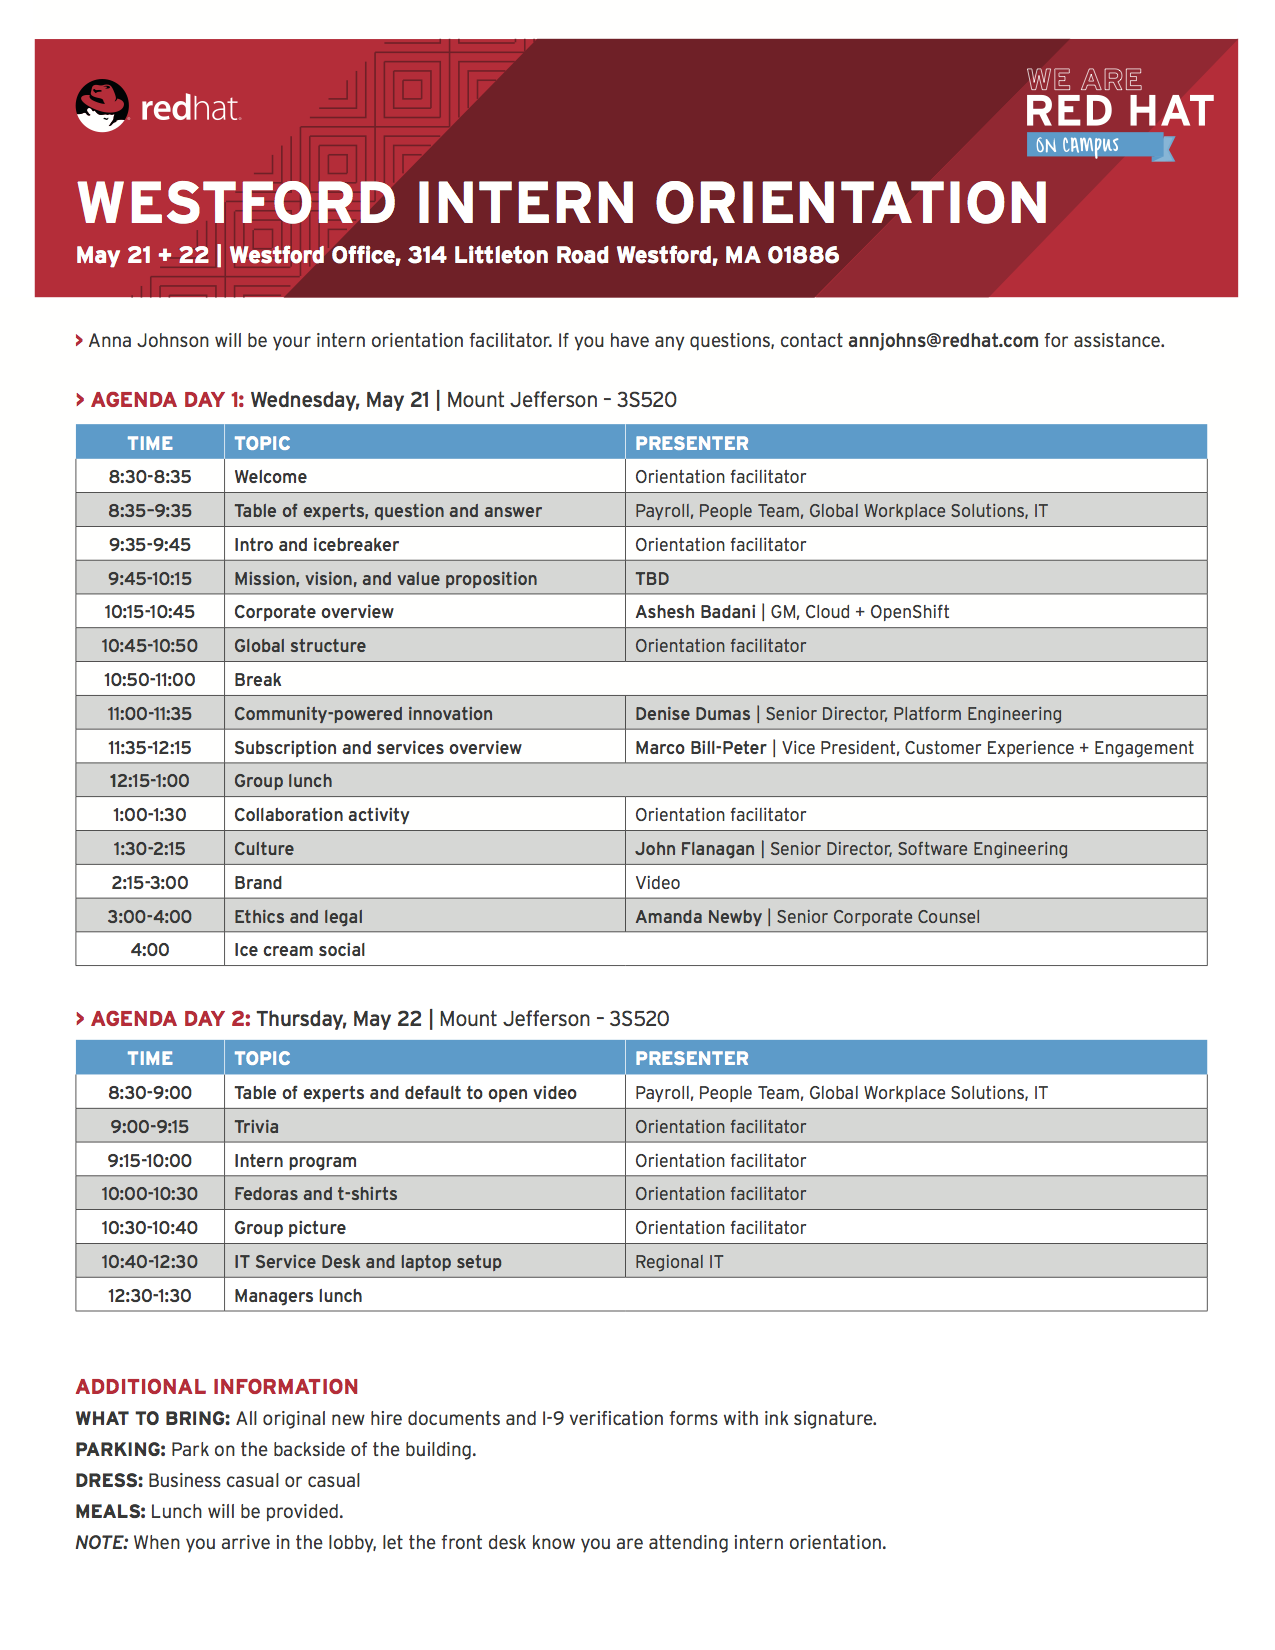 redhat.
WE ARE
RED HAT
ON CAMPUS
WESTFORD INTERN ORIENTATION
May 21 + 22 | Westford Office, 314 Littleton Road Westford, MA 01886
> Anna Johnson will be your intern orientation facilitator. If you have any questions, contact annjohns@redhat.com for assistance.
> AGENDA DAY 1: Wednesday, May 21 | Mount Jefferson – 3S520
TIME TOPIC PRESENTER
8:30-8:35 Welcome Orientation facilitator
8:35–9:35 Table of experts, question and answer Payroll, People Team, Global Workplace Solutions, IT
9:35-9:45 Intro and icebreaker Orientation facilitator
9:45-10:15 Mission, vision, and value proposition TBD
10:15-10:45 Corporate overview Ashesh Badani | GM, Cloud + OpenShift
10:45-10:50 Global structure Orientation facilitator
10:50-11:00 Break
11:00-11:35 Community-powered innovation Denise Dumas | Senior Director, Platform Engineering
11:35-12:15 Subscription and services overview Marco Bill-Peter | Vice President, Customer Experience + Engagement
12:15-1:00 Group lunch
1:00-1:30 Collaboration activity Orientation facilitator
1:30-2:15 Culture John Flanagan | Senior Director, Software Engineering
2:15-3:00 Brand Video
3:00-4:00 Ethics and legal Amanda Newby | Senior Corporate Counsel
4:00 Ice cream social
> AGENDA DAY 2: Thursday, May 22 | Mount Jefferson – 3S520
TIME TOPIC PRESENTER
8:30-9:00 Table of experts and default to open video Payroll, People Team, Global Workplace Solutions, IT
9:00-9:15 Trivia Orientation facilitator
9:15-10:00 Intern program Orientation facilitator
10:00-10:30 Fedoras and t-shirts Orientation facilitator
10:30-10:40 Group picture Orientation facilitator
10:40-12:30 IT Service Desk and laptop setup Regional IT
12:30-1:30 Managers lunch
ADDITIONAL INFORMATION
WHAT TO BRING: All original new hire documents and I-9 verification forms with ink signature.
PARKING: Park on the backside of the building.
DRESS: Business casual or casual
MEALS: Lunch will be provided.
NOTE: When you arrive in the lobby, let the front desk know you are attending intern orientation.